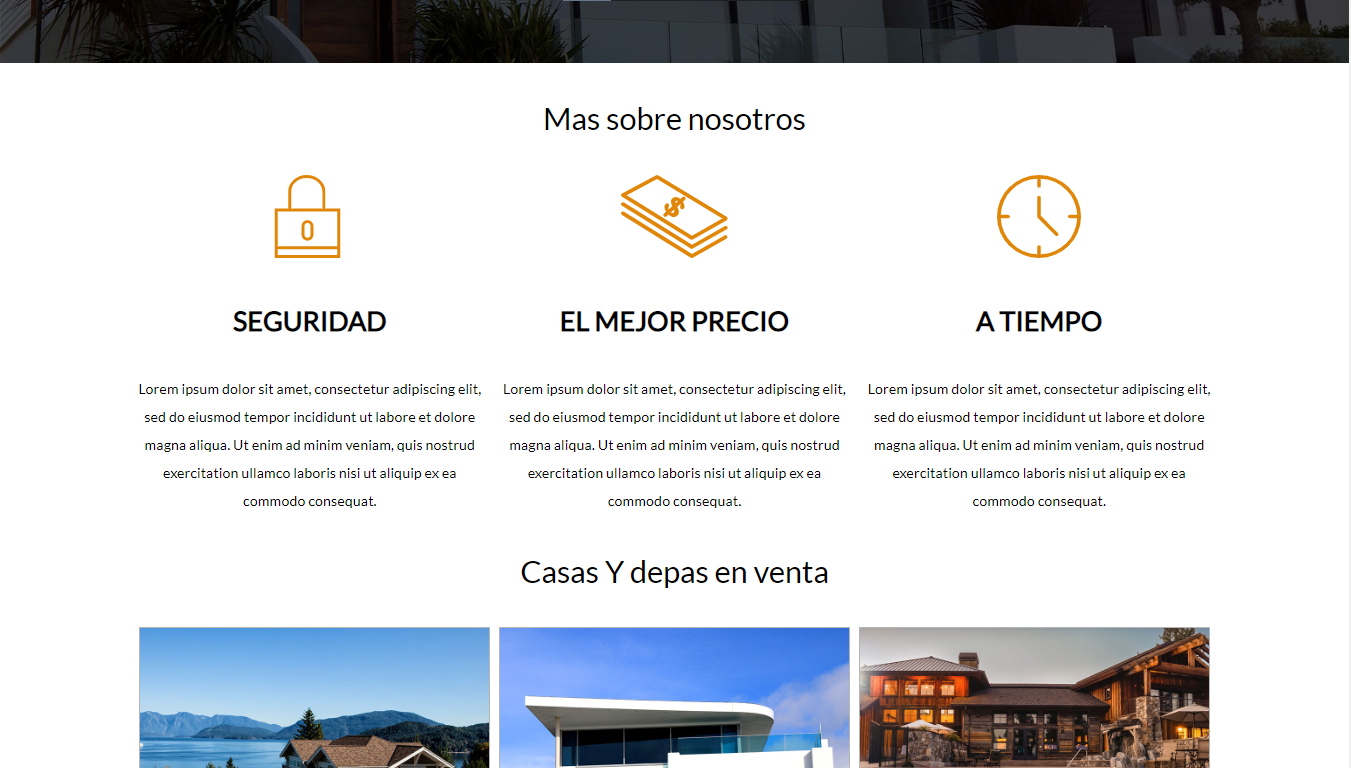 Mas sobre nosotros
SEGURIDAD
Lorem ipsum dolor sit amet, consectetur adipiscing elit,
sed do eiusmod tempor incididunt ut labore et dolore
magna aliqua. Ut enim ad minim veniam, quis nostrud
exercitation ullamco laboris nisi ut aliquip ex ea
commodo consequat.
EL MEJOR PRECIO
Lorem ipsum dolor sit amet, consectetur adipiscing elit,
sed do eiusmod tempor incididunt ut labore et dolore
magna aliqua. Ut enim ad minim veniam, quis nostrud
exercitation ullamco laboris nisi ut aliquip ex ea
commodo consequat.
A TIEMPO
Lorem ipsum dolor sit amet, consectetur adipiscing elit,
sed do eiusmod tempor incididunt ut labore et dolore
magna aliqua. Ut enim ad minim veniam, quis nostrud
exercitation ullamco laboris nisi ut aliquip ex ea
commodo consequat.
Casas Y depas en venta